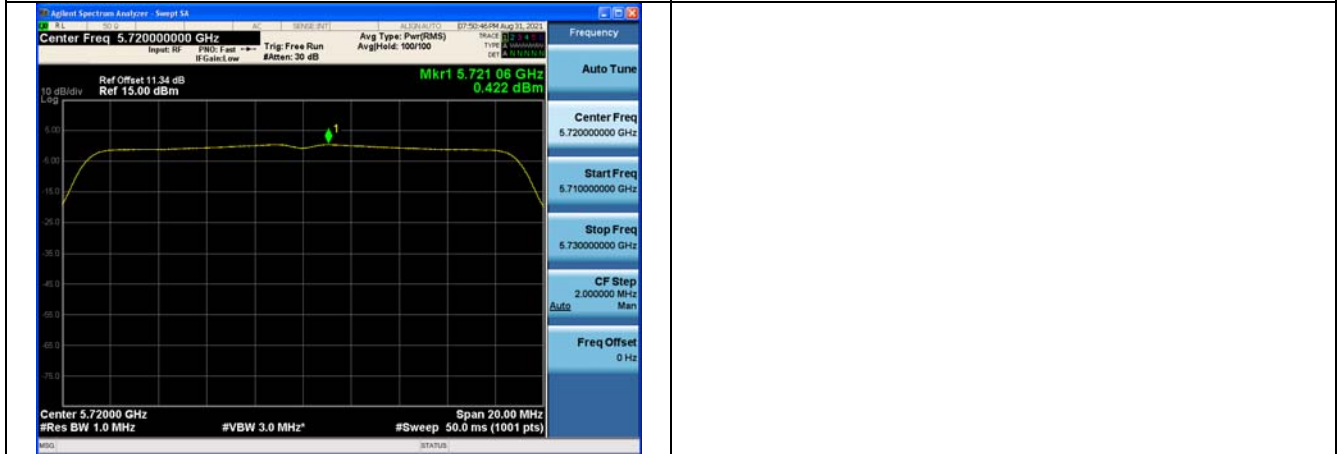 Agilent Spectrum Analyzer - Swept SA
RL 50 Ω AC SENSE:INT ALIGN AUTO 07:50:46 PM Aug 31, 2021
Center Freq 5.720000000 GHz
Input: RF PNO: Fast Trig: Free Run Avg Type: Pwr(RMS) TRACE 1 2 3 4 5 6
IFGain:Low #Atten: 30 dB Avg|Hold: 100/100 TYPE
DET A N N N N N
Frequency
Auto Tune
Ref Offset 11.34 dB Mkr1 5.721 06 GHz
10 dB/div Ref 15.00 dBm 0.422 dBm
Log
1
5.00
-5.00
-15.0
-25.0
-35.0
-45.0
-55.0
-65.0
-75.0
Center Freq
5.720000000 GHz
Start Freq
5.710000000 GHz
Stop Freq
5.730000000 GHz
CF Step
2.000000 MHz
Auto Man
Freq Offset
0 Hz
Center 5.72000 GHz Span 20.00 MHz
#Res BW 1.0 MHz #VBW 3.0 MHz* #Sweep 50.0 ms (1001 pts)
MSG STATUS